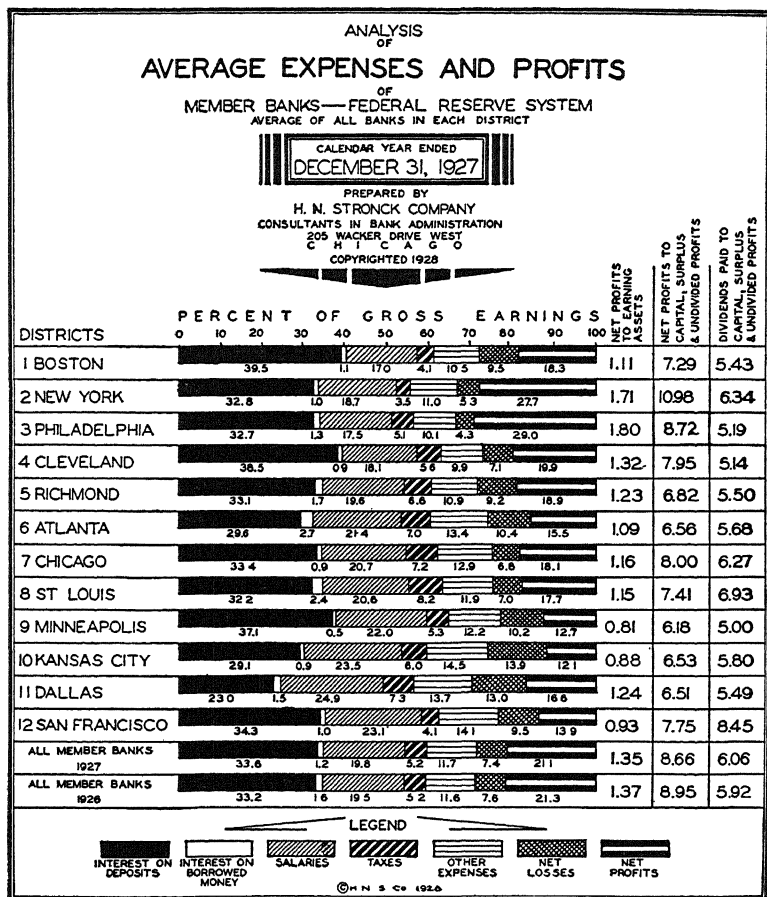 ANALYSIS
OF
AVERAGE EXPENSES AND PROFITS
OF
MEMBER BANKS—FEDERAL RESERVE SYSTEM
AVERAGE OF ALL BANKS IN EACH DISTRICT
CALENDAR YEAR ENDED
DECEMBER 31, 1927
PREPARED BY
H. N. STRONCK COMPANY
CONSULTANTS IN BANK ADMINISTRATION
205 WACKER DRIVE WEST
CHICAGO
COPYRIGHTED 1928
NET PROFITS TO EARNING ASSETS
NET PROFITS TO CAPITAL, SURPLUS & UNDIVIDED PROFITS
DIVIDENDS PAID TO CAPITAL, SURPLUS & UNDIVIDED PROFITS
PERCENT OF GROSS EARNINGS
DISTRICTS 0 10 20 30 40 50 60 70 80 90 100
1 BOSTON 1.11 7.29 5.43
39.5 1.1 17.0 4.1 10.5 9.5 18.3
2 NEW YORK 1.71 10.98 6.34
32.8 1.0 18.7 3.5 11.0 5.3 27.7
3 PHILADELPHIA 1.80 8.72 5.19
32.7 1.3 17.5 5.1 10.1 4.3 29.0
4 CLEVELAND 1.32 7.95 5.14
38.5 0.9 18.1 5.6 9.9 7.1 19.9
5 RICHMOND 1.23 6.82 5.50
33.1 1.7 19.6 6.6 10.9 9.2 18.9
6 ATLANTA 1.09 6.56 5.68
29.6 2.7 21.4 7.0 13.4 10.4 15.5
7 CHICAGO 1.16 8.00 6.27
33.4 0.9 20.7 7.2 12.9 6.8 18.1
8 ST LOUIS 1.15 7.41 6.93
32.2 2.4 20.6 8.2 11.9 7.0 17.7
9 MINNEAPOLIS 0.81 6.18 5.00
37.1 0.5 22.0 5.3 12.2 10.2 12.7
10 KANSAS CITY 0.88 6.53 5.80
29.1 0.9 23.5 6.0 14.5 13.9 12.1
11 DALLAS 1.24 6.51 5.49
23.0 1.5 24.9 7.3 13.7 13.0 16.6
12 SAN FRANCISCO 0.93 7.75 8.45
34.3 1.0 23.1 4.1 14.1 9.5 13.9
ALL MEMBER BANKS
1927 1.35 8.66 6.06
33.6 1.2 19.8 5.2 11.7 7.4 21.1
ALL MEMBER BANKS
1926 1.37 8.95 5.92
33.2 1.6 19.5 5.2 11.6 7.6 21.3
LEGEND
INTEREST ON DEPOSITS
INTEREST ON BORROWED MONEY
SALARIES
TAXES
OTHER EXPENSES
NET LOSSES
NET PROFITS
© H N S Co 1928